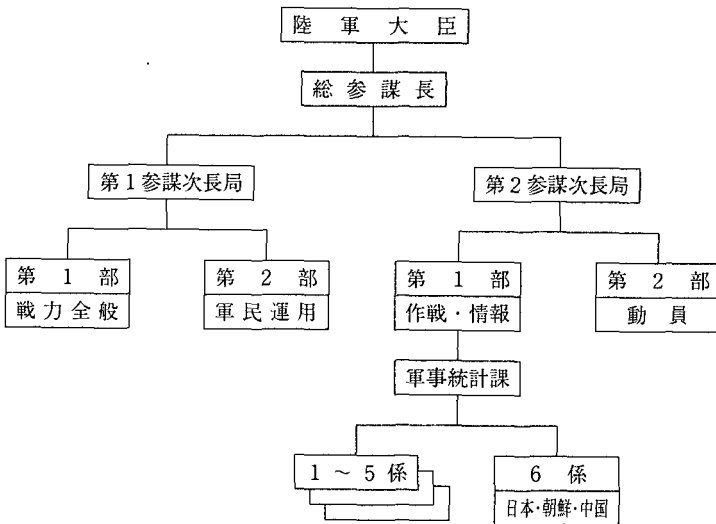 陸軍大臣
総参謀長
第1参謀次長局
第2参謀次長局
第1部
戦力全般
第2部
軍民運用
第1部
作戦・情報
第2部
動員
軍事統計課
1～5係
6係
日本・朝鮮・中国